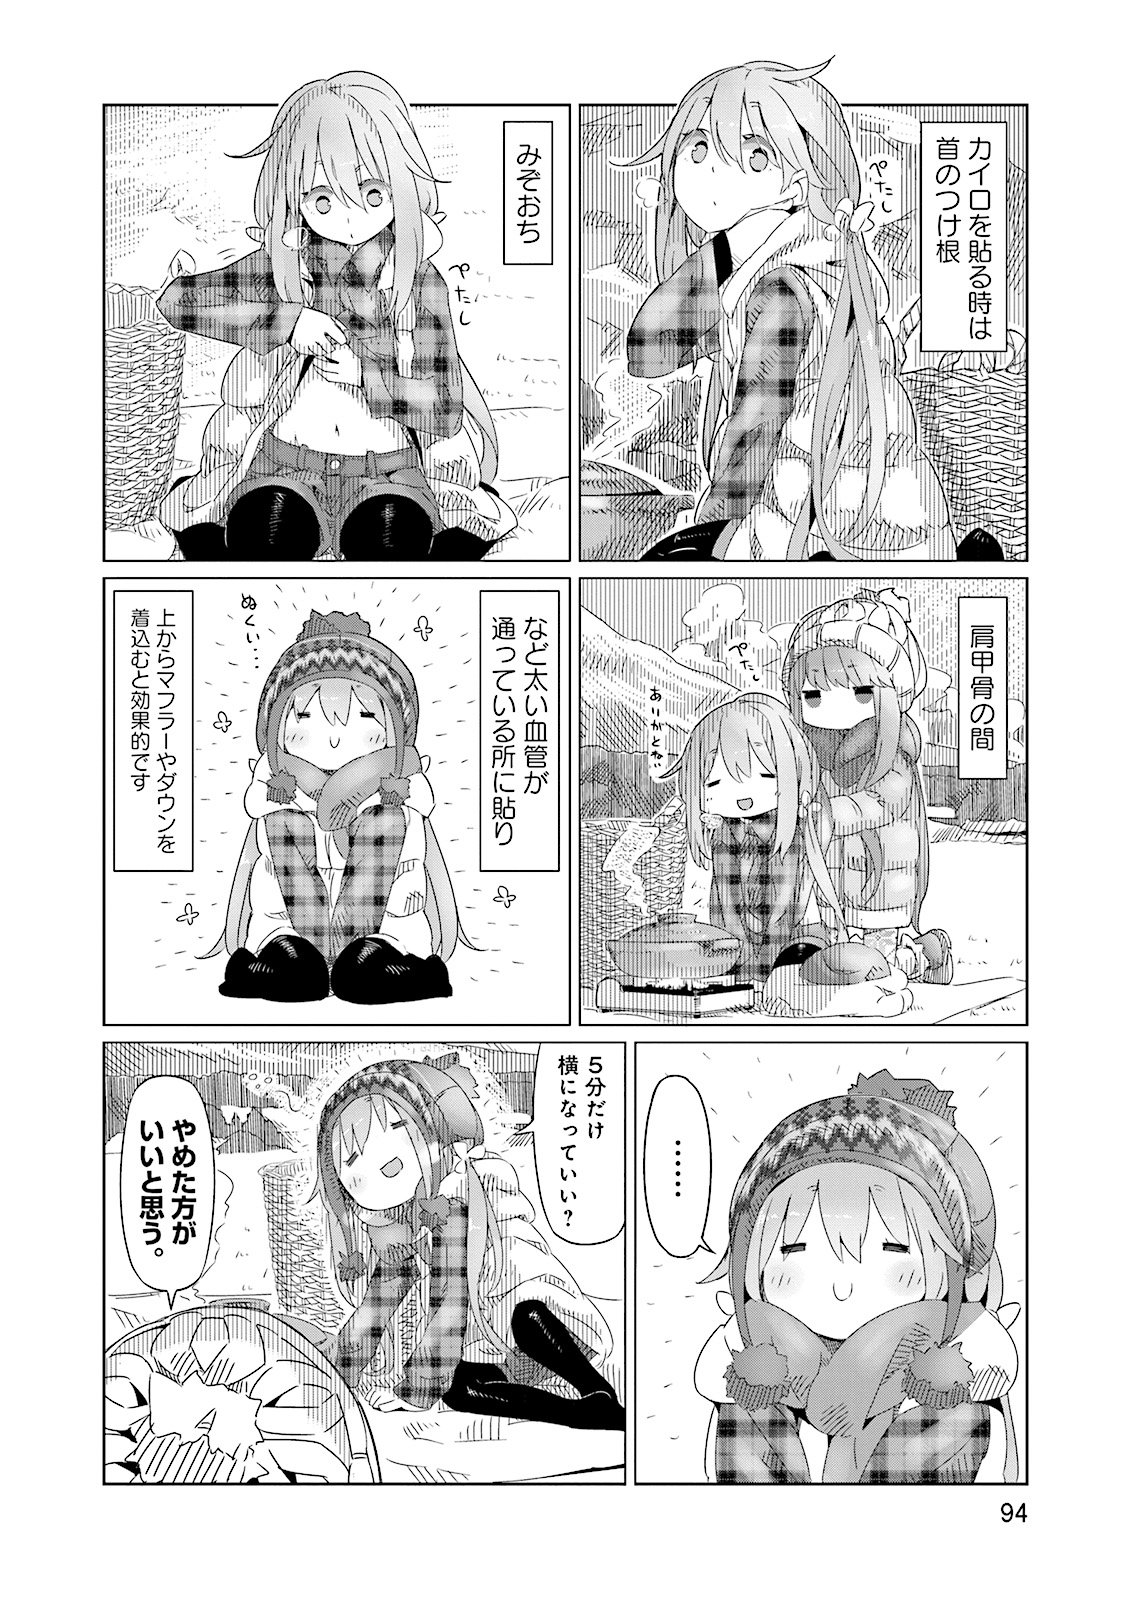 カイロを貼る時は
首のつけ根
ぺたし
みぞおち
ぺたし
肩甲骨の間
ぺたし
ありがとねぃ
など太い血管が
通っている所に貼り
ぬくい····
上からマフラーやダウンを
着込むと効果的です
……
5分だけ
横になっていい?
やめた方が
いいと思う。
94